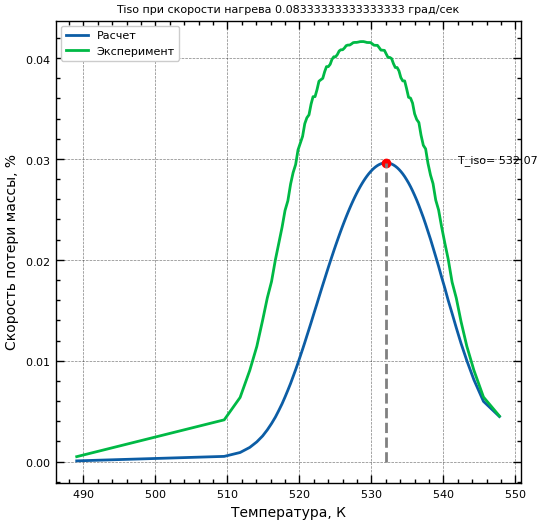 Tiso при скорости нагрева 0.08333333333333333 град/сек
Расчет
Эксперимент
T_iso= 532.07
Скорость потери массы, %
0.04
0.03
0.02
0.01
0.00
490 500 510 520 530 540 550
Температура, К